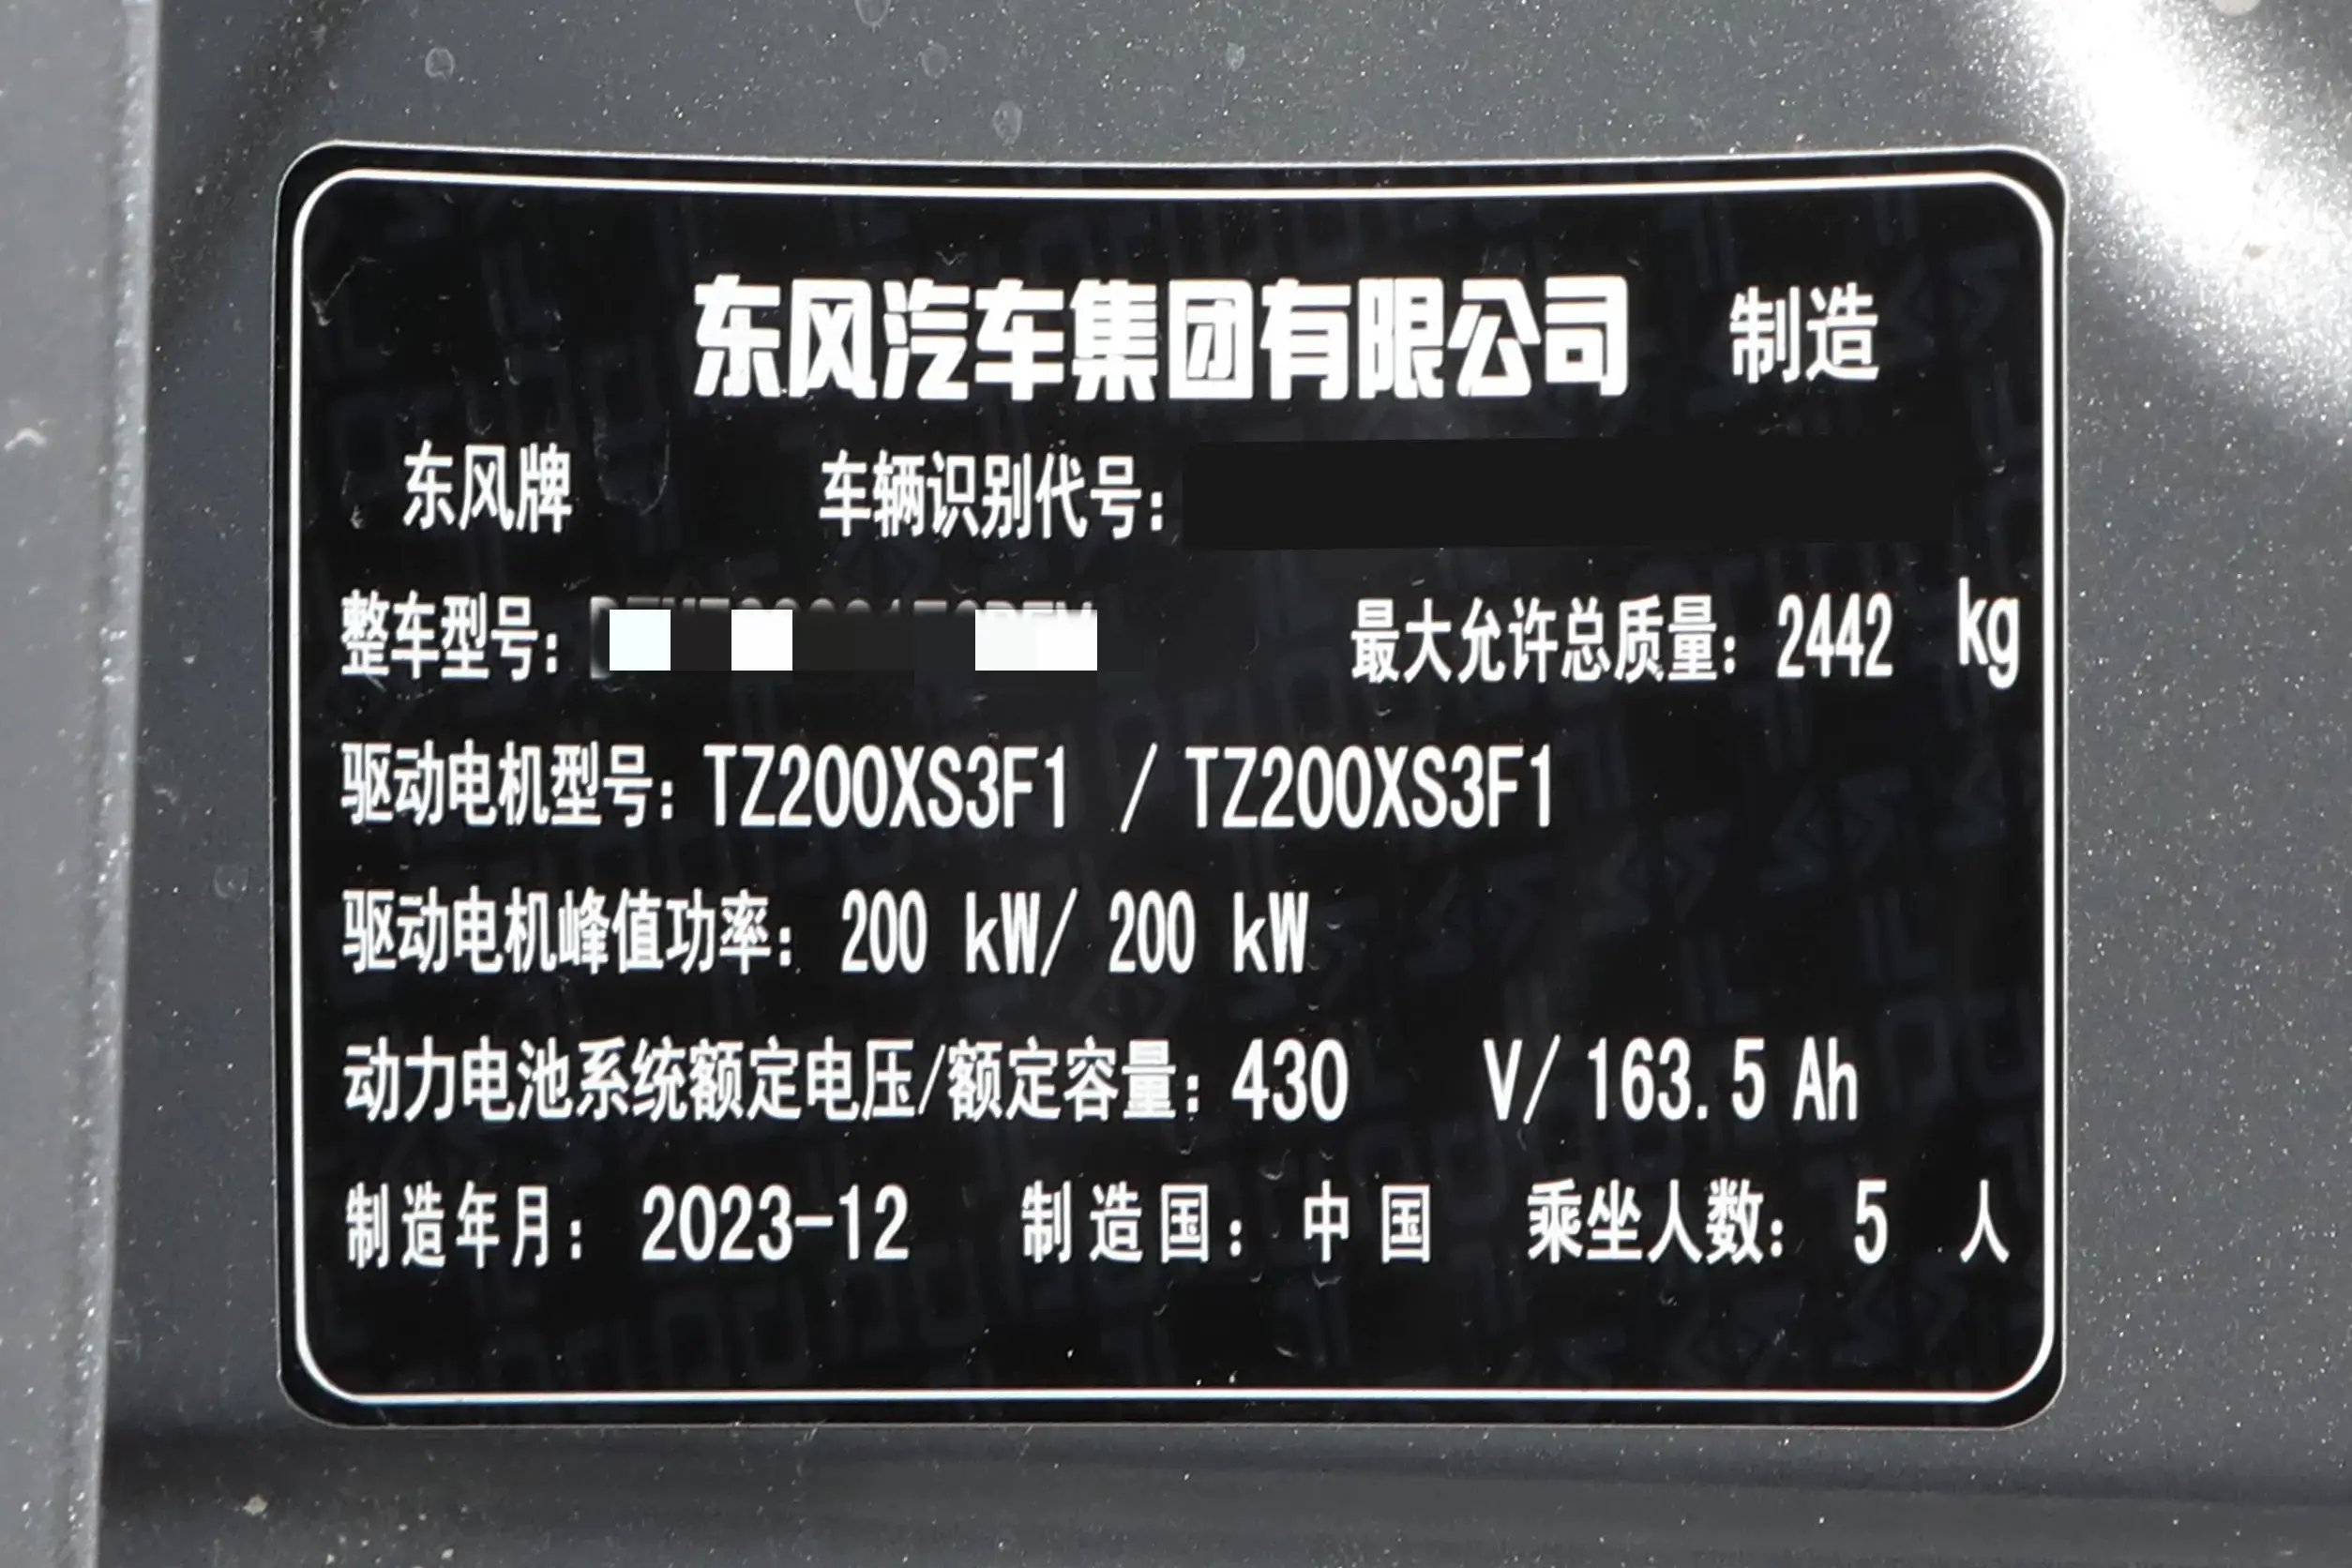 东风汽车集团有限公司 制造
东风牌 车辆识别代号:
整车型号: 最大允许总质量: 2442 kg
驱动电机型号: TZ200XS3F1 / TZ200XS3F1
驱动电机峰值功率: 200 kW/ 200 kW
动力电池系统额定电压/额定容量: 430 V/ 163.5 Ah
制造年月: 2023-12 制造国: 中国 乘坐人数: 5 人